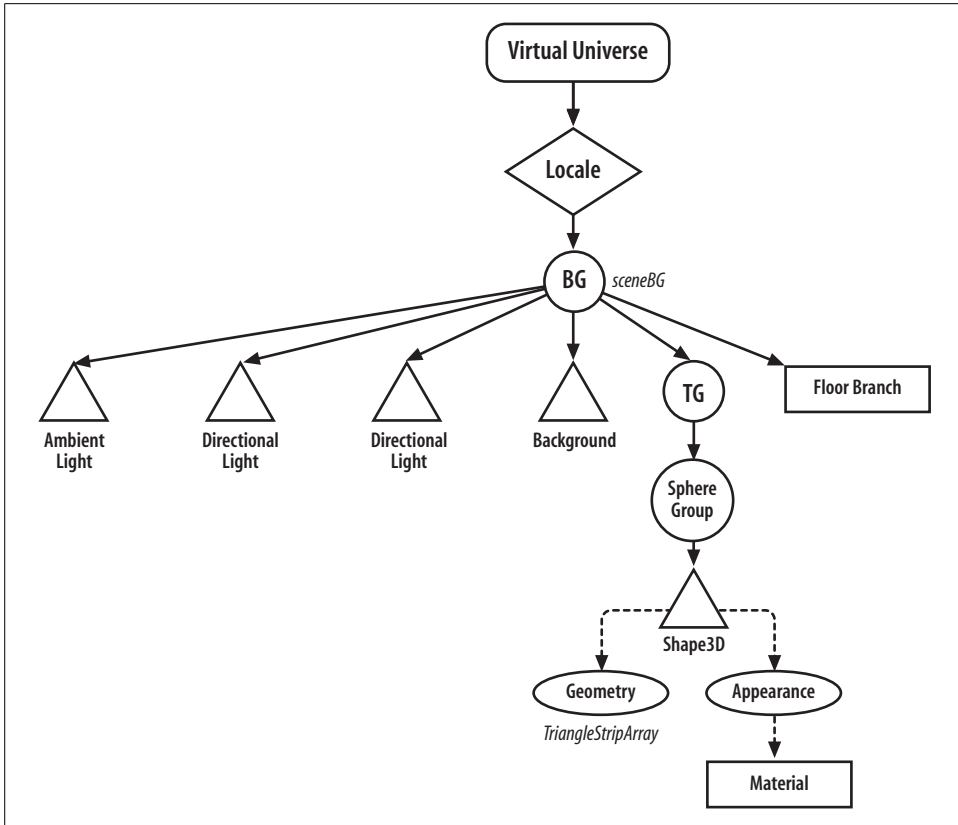 Virtual Universe
Locale
BG
sceneBG
Ambient
Light
Directional
Light
Directional
Light
Background
TG
Floor Branch
Sphere
Group
Shape3D
Geometry
Appearance
TriangleStripArray
Material